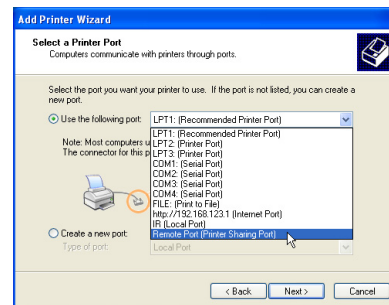 Add Printer Wizard
Select a Printer Port
Computers communicate with printers through ports.
Select the port you want your printer to use. If the port is not listed, you can create a
new port.
Use the following port: LPT1: (Recommended Printer Port)
LPT1: (Recommended Printer Port)
Note: Most computers u
LPT2: (Printer Port)
The connector for this p
LPT3: (Printer Port)
COM1: (Serial Port)
COM2: (Serial Port)
COM3: (Serial Port)
COM4: (Serial Port)
FILE: (Print to File)
http://192.168.123.1 (Internet Port)
IR (Local Port)
Create a new port: Remote Port (Printer Sharing Port)
Type of port: Local Port
< Back Next > Cancel